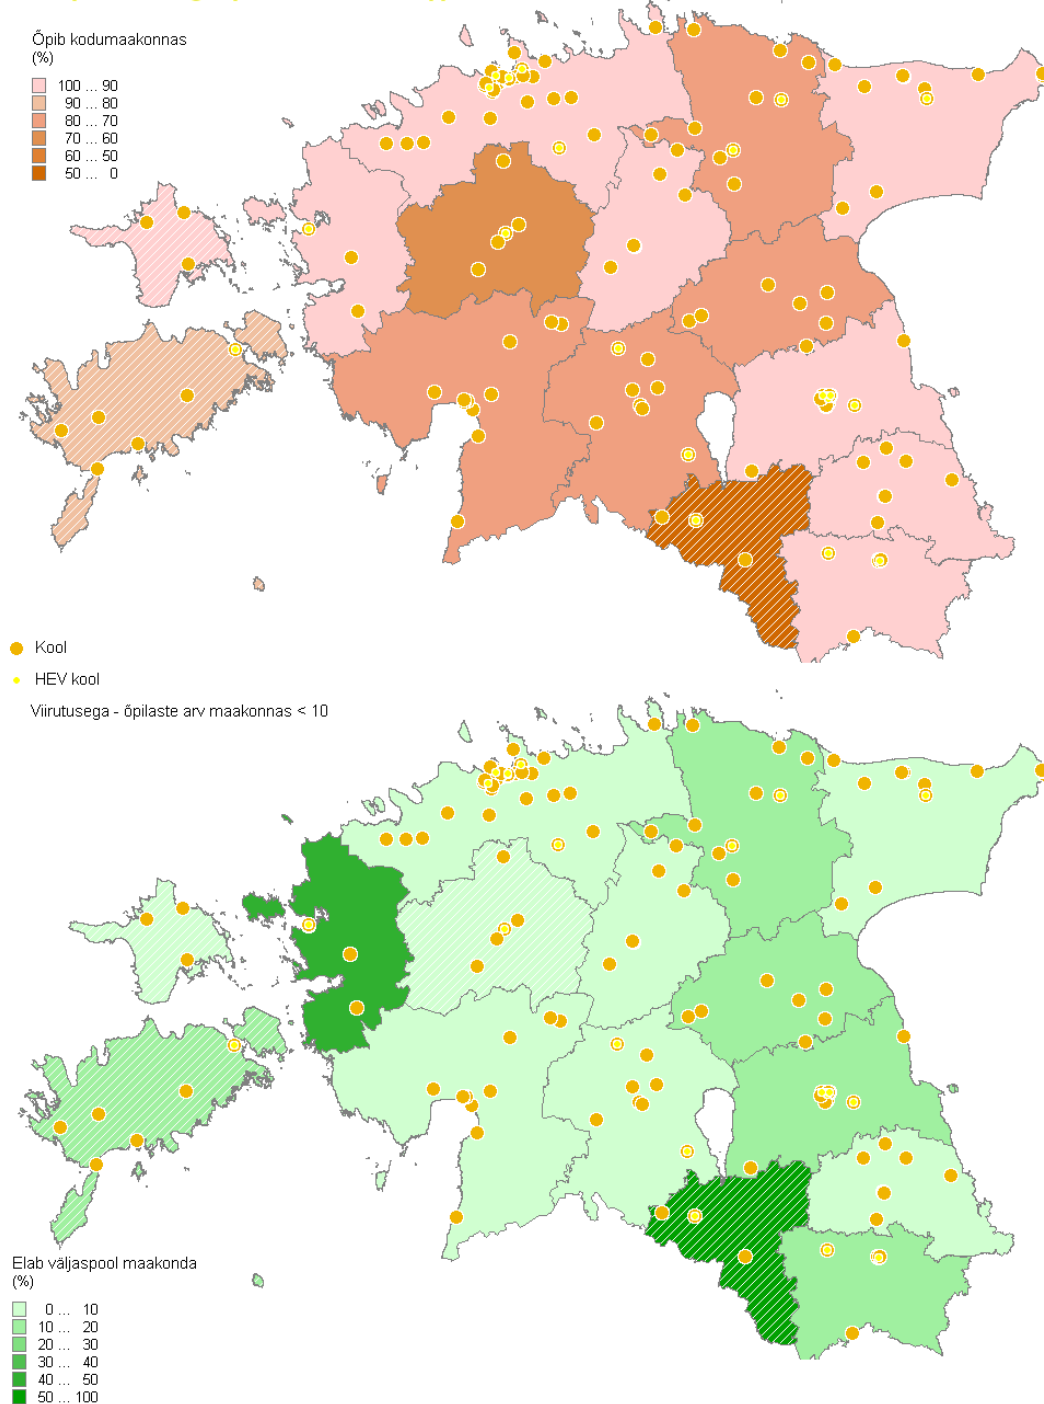 Õpib kodumaakonnas
(%)
100 ... 90
90 ... 80
80 ... 70
70 ... 60
60 ... 50
50 ... 0
Kool
HEV kool
Viirutusega - õpilaste arv maakonnas < 10
Elab väljaspool maakonda
(%)
0 ... 10
10 ... 20
20 ... 30
30 ... 40
40 ... 50
50 ... 100